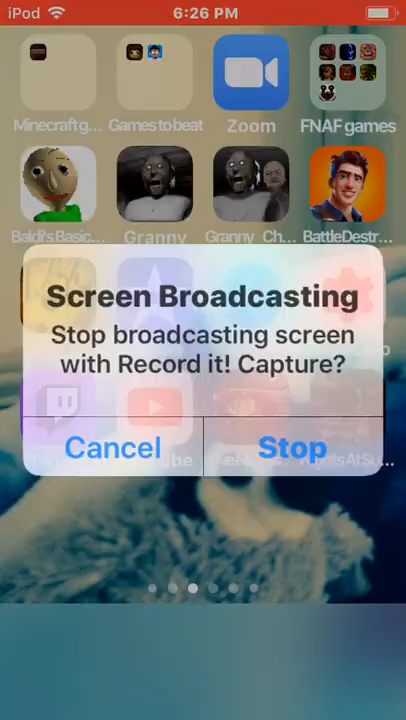 iPod 6:26 PM
Minecraft g... Games to beat Zoom FNAF games
Baldi's Basic... Granny Granny Ch... BattleDestr...
Screen Broadcasting
Stop broadcasting screen
with Record it! Capture?
Cancel Stop